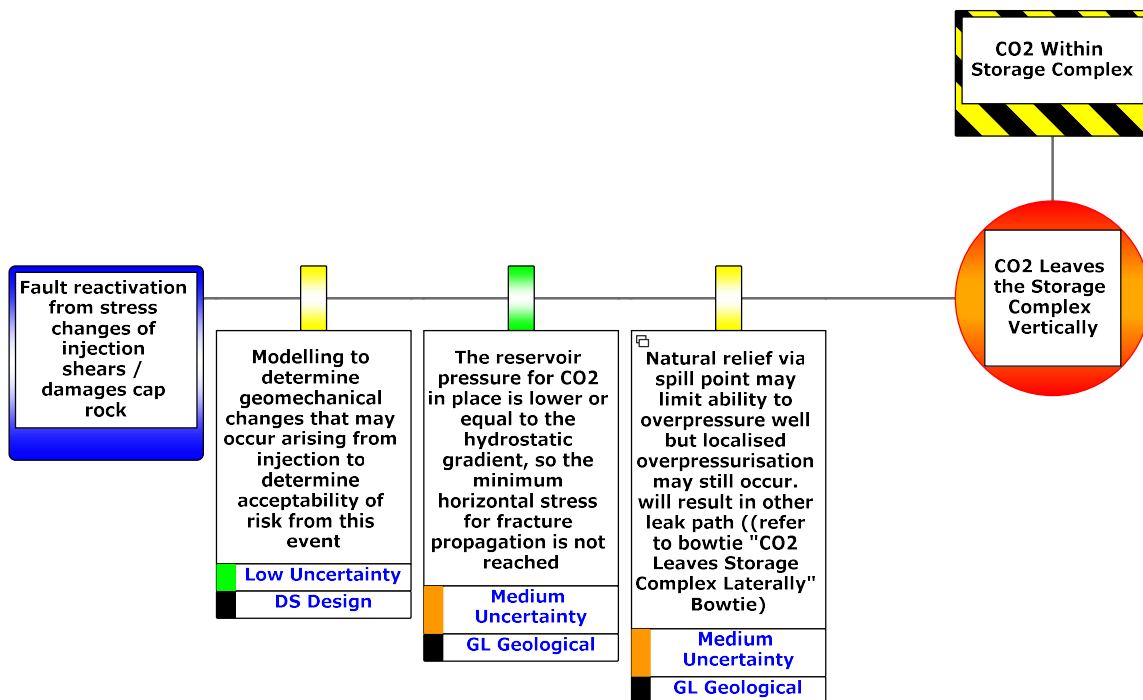 CO2 Within
Storage Complex
Fault reactivation
from stress
changes of
injection
shears /
damages cap
rock
CO2 Leaves
the Storage
Complex
Vertically
Modelling to
determine
geomechanical
changes that may
occur arising from
injection to
determine
acceptability of
risk from this
event
Low Uncertainty
DS Design
The reservoir
pressure for CO2
in place is lower or
equal to the
hydrostatic
gradient, so the
minimum
horizontal stress
for fracture
propagation is not
reached
Medium
Uncertainty
GL Geological
Natural relief via
spill point may
limit ability to
overpressure well
but localised
overpressurisation
may still occur.
will result in other
leak path ((refer
to bowtie "CO2
Leaves Storage
Complex Laterally"
Bowtie)
Medium
Uncertainty
GL Geological